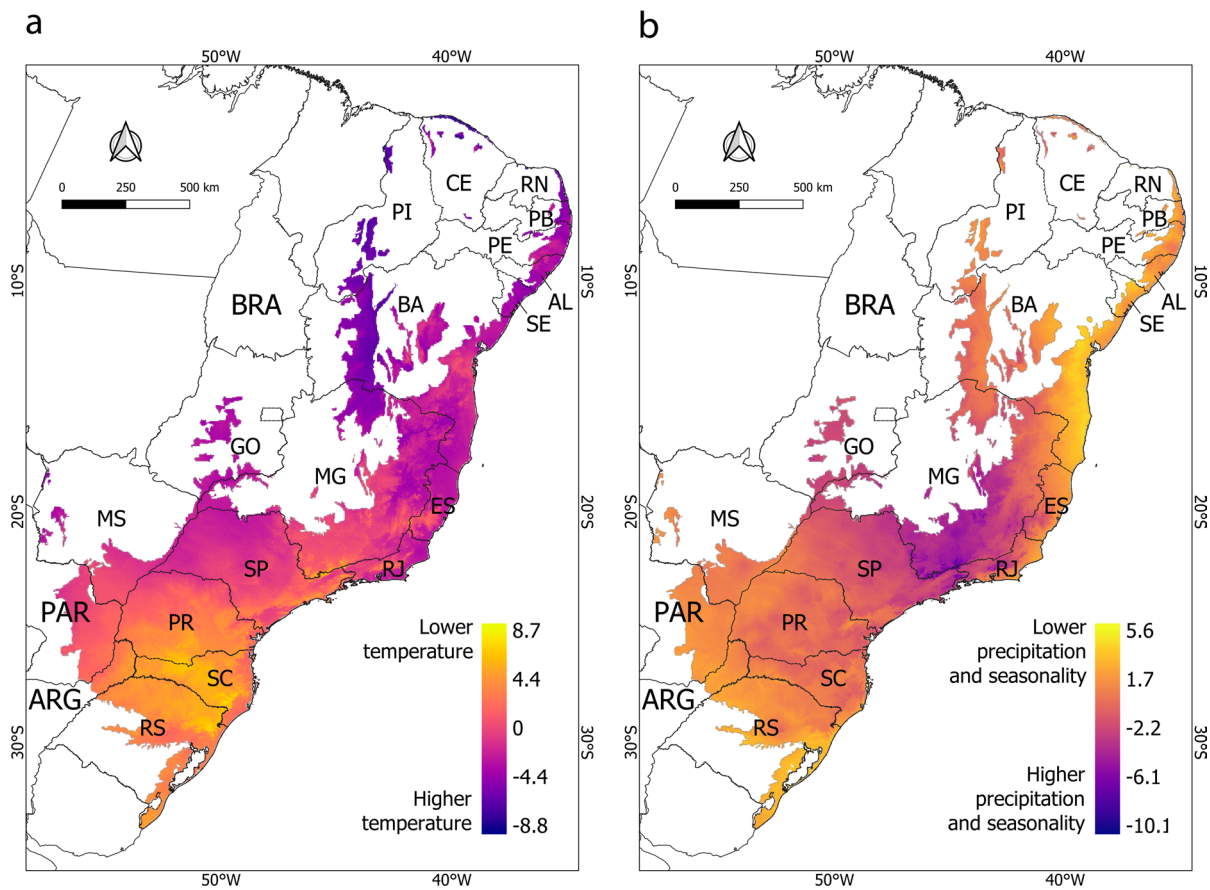 a
50°W
40°W
0
250
500 km
CE
RN
PI
PB
PE
10°S
10°S
BRA
BA
AL
SE
GO
MG
20°S
20°S
MS
ES
SP
RJ
PAR
PR
Lower
temperature
8.7
4.4
SC
ARG
0
RS
30°S
30°S
-4.4
Higher
temperature
-8.8
50°W
40°W
b
50°W
40°W
0
250
500 km
CE
RN
PI
PB
PE
10°S
10°S
BRA
BA
AL
SE
GO
MG
20°S
20°S
MS
ES
SP
RJ
PAR
PR
Lower
precipitation
and seasonality
5.6
1.7
SC
ARG
-2.2
RS
30°S
30°S
-6.1
Higher
precipitation
and seasonality
-10.1
50°W
40°W